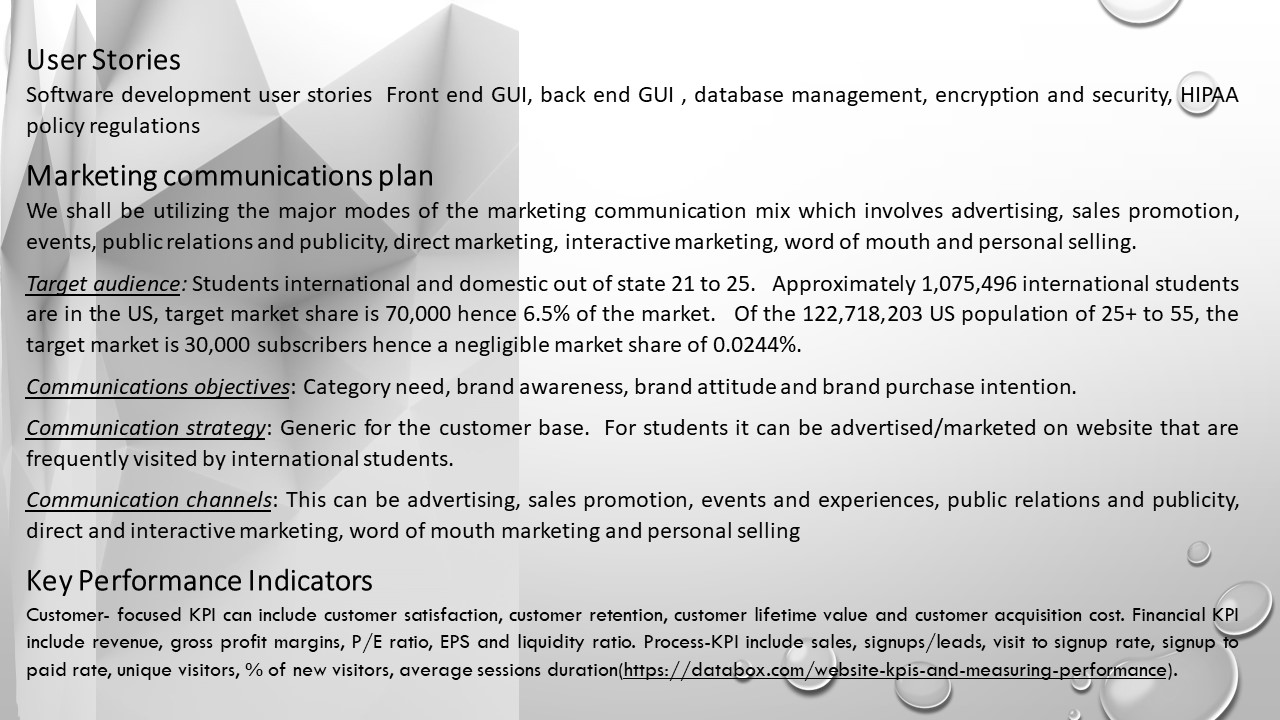 User Stories
Software development user stories  Front end GUI, back end GUI , database management, encryption and security, HIPAA
policy regulations
Marketing communications plan
We shall be utilizing the major modes of the marketing communication mix which involves advertising, sales promotion,
events, public relations and publicity, direct marketing, interactive marketing, word of mouth and personal selling.
Target audience: Students international and domestic out of state 21 to 25.   Approximately 1,075,496 international students
are in the US, target market share is 70,000 hence 6.5% of the market.   Of the 122,718,203 US population of 25+ to 55, the
target market is 30,000 subscribers hence a negligible market share of 0.0244%.
Communications objectives: Category need, brand awareness, brand attitude and brand purchase intention.
Communication strategy: Generic for the customer base.  For students it can be advertised/marketed on website that are
frequently visited by international students.
Communication channels: This can be advertising, sales promotion, events and experiences, public relations and publicity,
direct and interactive marketing, word of mouth marketing and personal selling
Key Performance Indicators
Customer- focused KPI can include customer satisfaction, customer retention, customer lifetime value and customer acquisition cost. Financial KPI
include revenue, gross profit margins, P/E ratio, EPS and liquidity ratio. Process-KPI include sales, signups/leads, visit to signup rate, signup to
paid rate, unique visitors, % of new visitors, average sessions duration(https://databox.com/website-kpis-and-measuring-performance).